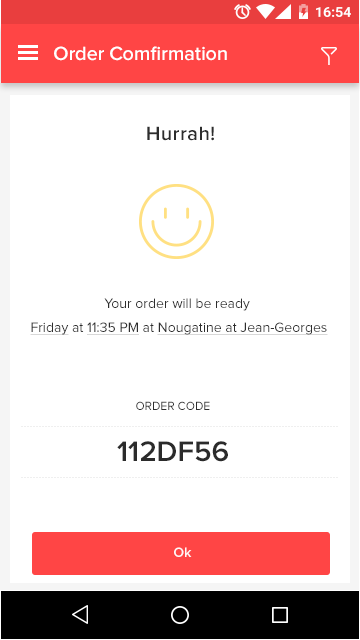 16:54
Order Comfirmation
Hurrah!
Your order will be ready
Friday at 11:35 PM at Nougatine at Jean-Georges
ORDER CODE
112DF56
Ok